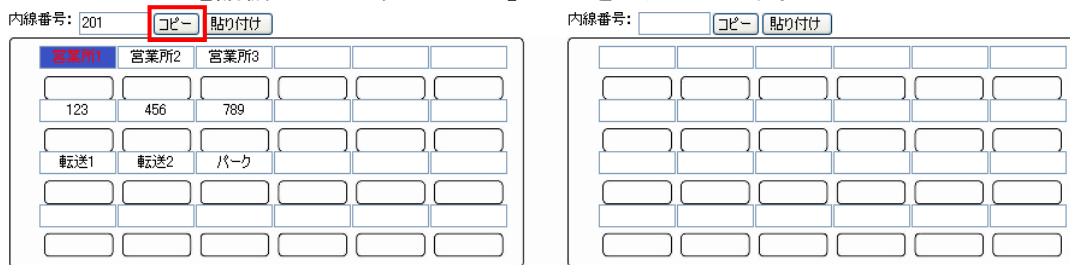 内線番号: 201 コピー 貼り付け
営業所1 営業所2 営業所3
123 456 789
転送1 転送2 パーク
内線番号: コピー 貼り付け